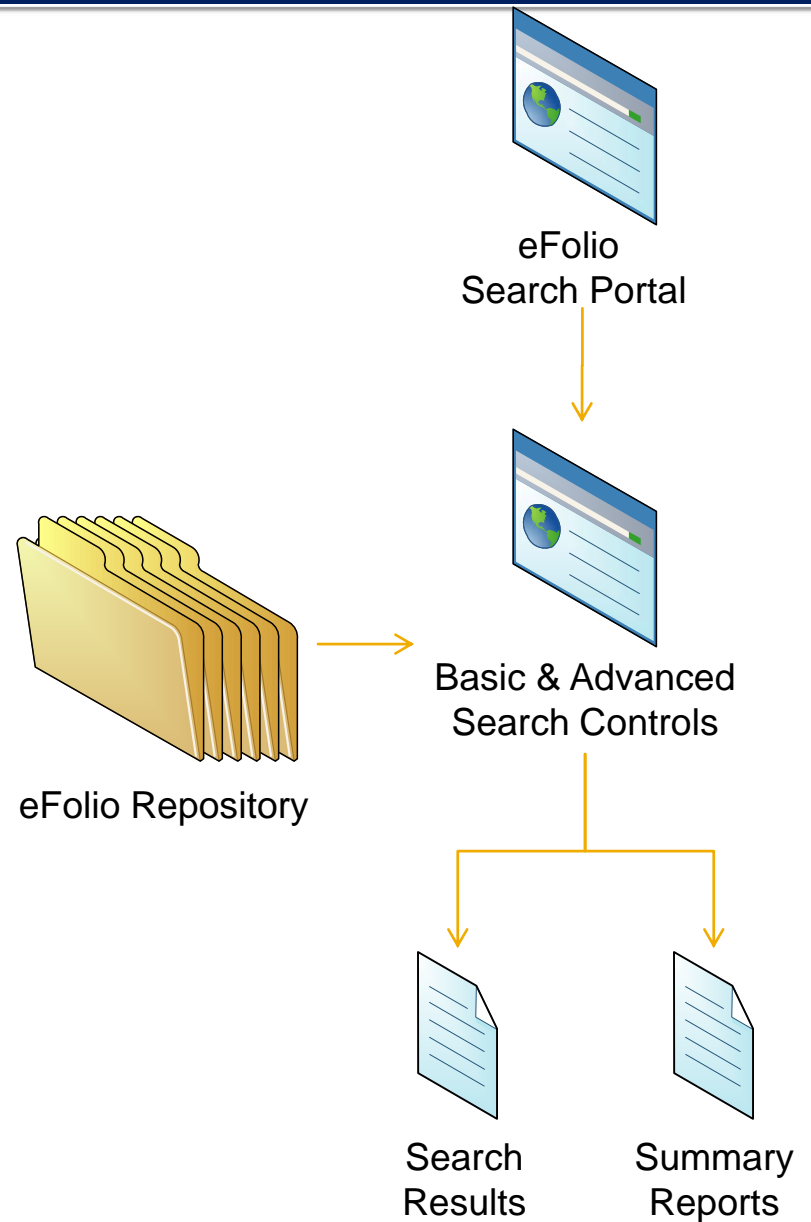 eFolio
Search Portal
Basic & Advanced
Search Controls
eFolio Repository
Search
Results
Summary
Reports